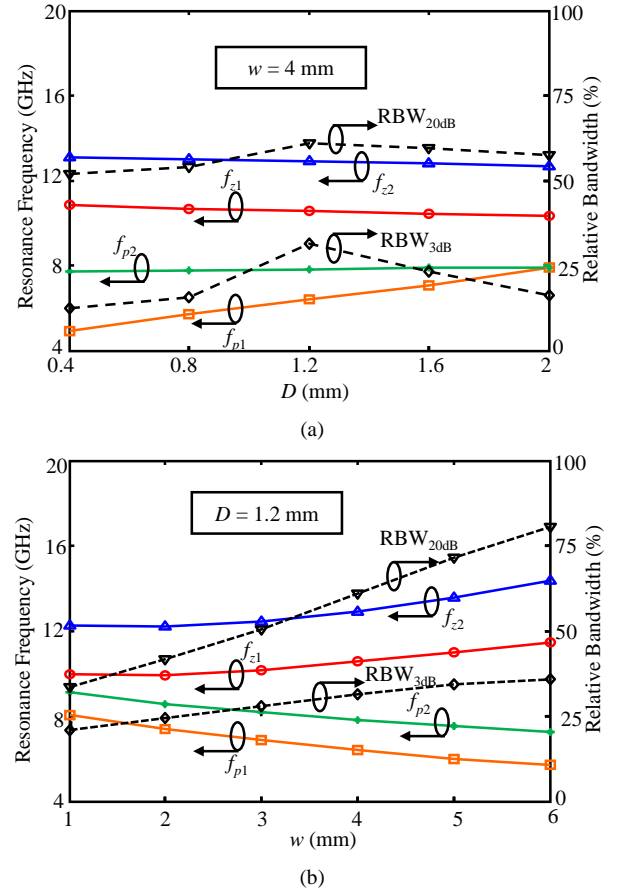 20 100
16 75
12 50
8 25
4 0
0.4 0.8 1.2 1.6 2
Resonance Frequency (GHz)
Relative Bandwidth (%)
w = 4 mm
RBW20dB
fz1
fz2
fp2
RBW3dB
fp1
D (mm)
(a)
20 100
16 75
12 50
8 25
4 0
1 2 3 4 5 6
Resonance Frequency (GHz)
Relative Bandwidth (%)
D = 1.2 mm
RBW20dB
fz2
fz1
RBW3dB
fp2
fp1
w (mm)
(b)